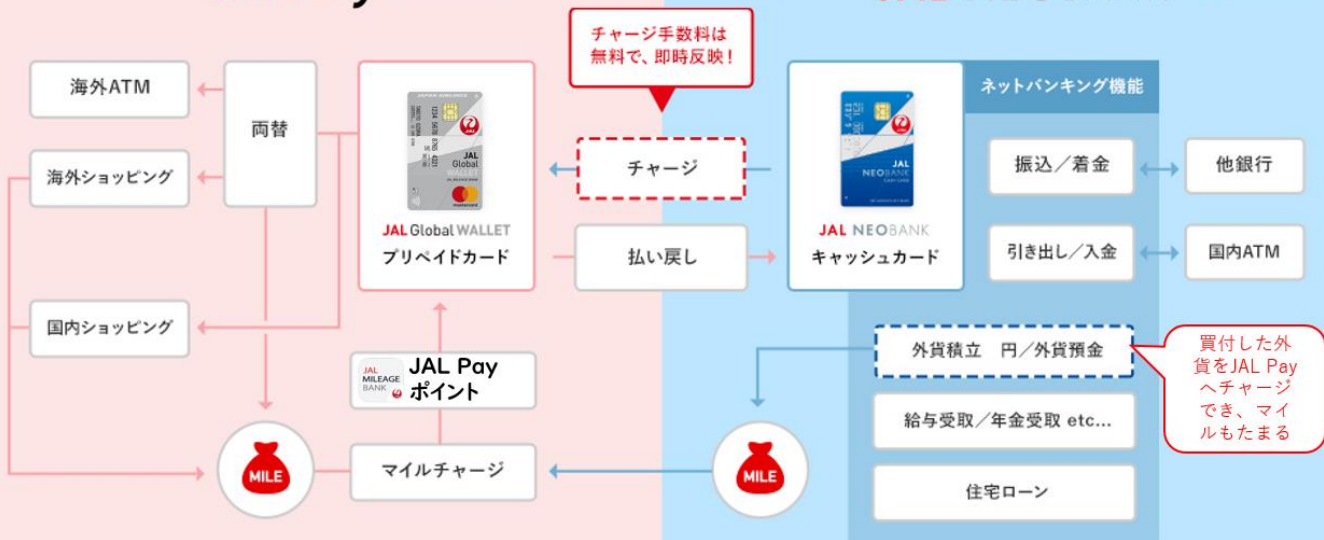 チャージ手数料は
無料で、即時反映！
海外ATM
両替
海外ショッピング
国内ショッピング
JAL
Global
WALLET
mastercard
JAL Global WALLET
プリペイドカード
チャージ
払い戻し
JAL
NEOBANK
JAL NEOBANK
キャッシュカード
ネットバンキング機能
振込／着金
他銀行
引き出し／入金
国内ATM
外貨積立　円／外貨預金
買付した外
貨をJAL Pay
へチャージ
でき、マイ
ルもたまる
給与受取／年金受取 etc...
住宅ローン
JAL
MILEAGE
BANK
JAL Pay
ポイント
マイルチャージ
MILE
MILE